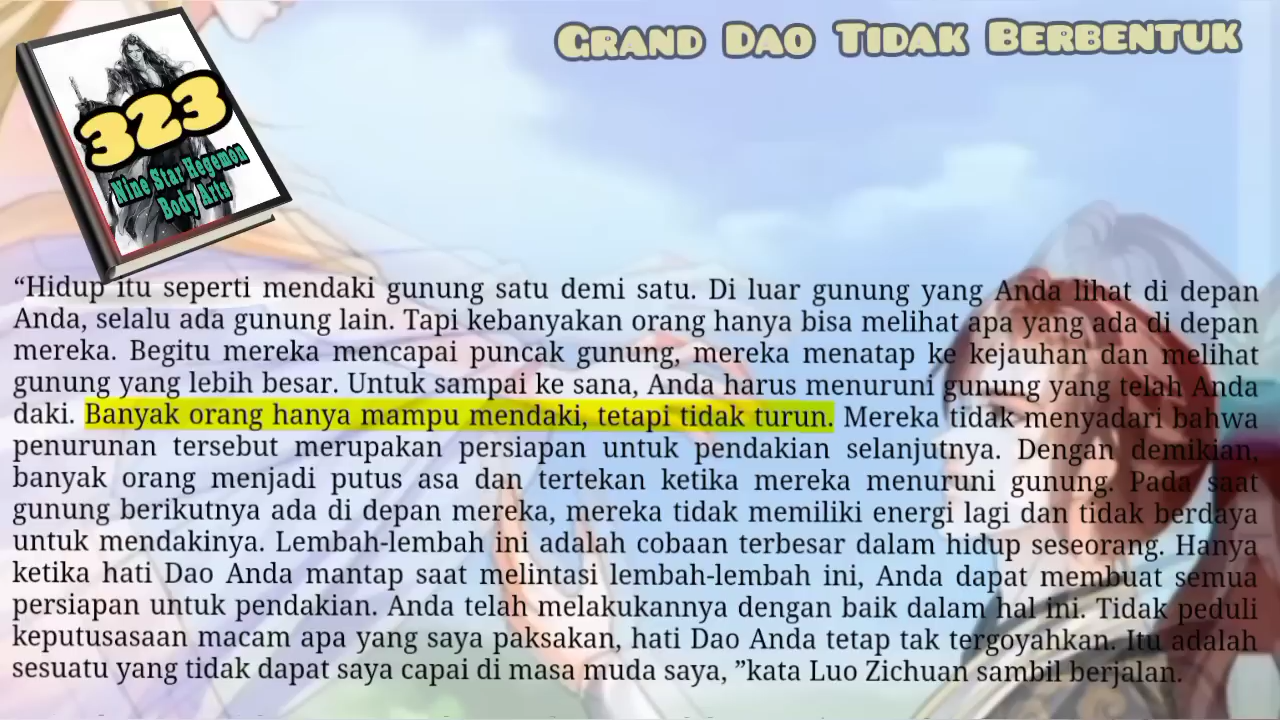 GRAND DAO TIDAK BERBENTUK
323
Nine Star Hegemon
Body Arts
“Hidup itu seperti mendaki gunung satu demi satu. Di luar gunung yang Anda lihat di depan
Anda, selalu ada gunung lain. Tapi kebanyakan orang hanya bisa melihat apa yang ada di depan
mereka. Begitu mereka mencapai puncak gunung, mereka menatap ke kejauhan dan melihat
gunung yang lebih besar. Untuk sampai ke sana, Anda harus menuruni gunung yang telah Anda
daki. Banyak orang hanya mampu mendaki, tetapi tidak turun. Mereka tidak menyadari bahwa
penurunan tersebut merupakan persiapan untuk pendakian selanjutnya. Dengan demikian,
banyak orang menjadi putus asa dan tertekan ketika mereka menuruni gunung. Pada saat
gunung berikutnya ada di depan mereka, mereka tidak memiliki energi lagi dan tidak berdaya
untuk mendakinya. Lembah-lembah ini adalah cobaan terbesar dalam hidup seseorang. Hanya
ketika hati Dao Anda mantap saat melintasi lembah-lembah ini, Anda dapat membuat semua
persiapan untuk pendakian. Anda telah melakukannya dengan baik dalam hal ini. Tidak peduli
keputusasaan macam apa yang saya paksakan, hati Dao Anda tetap tak tergoyahkan. Itu adalah
sesuatu yang tidak dapat saya capai di masa muda saya, ”kata Luo Zichuan sambil berjalan.